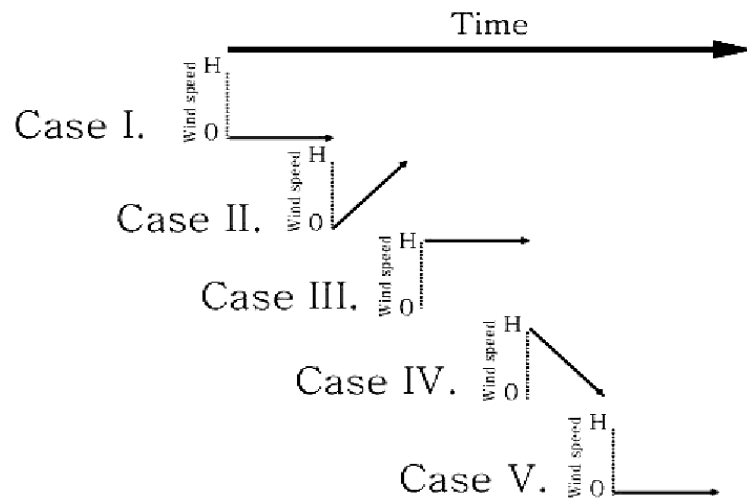 Time
H
Wind speed
Case I.
0
H
Wind speed
Case II.
0
H
Wind speed
Case III.
0
H
Wind speed
Case IV.
0
H
Wind speed
Case V.
0